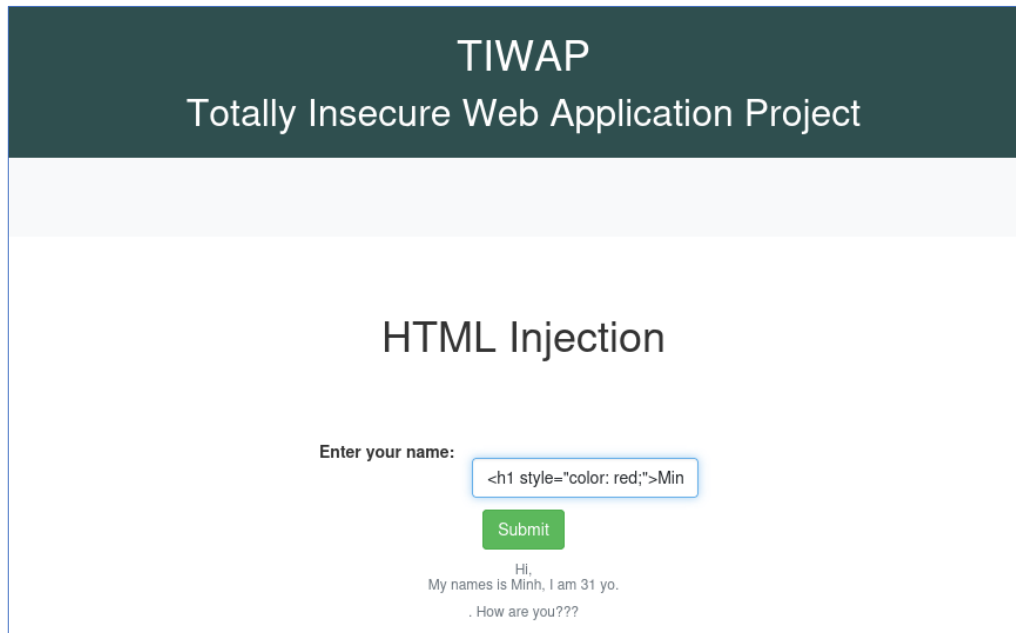 TIWAP
Totally Insecure Web Application Project
HTML Injection
Enter your name:
<h1 style="color: red;">Min
Submit
Hi,
My names is Minh, I am 31 yo.
. How are you???